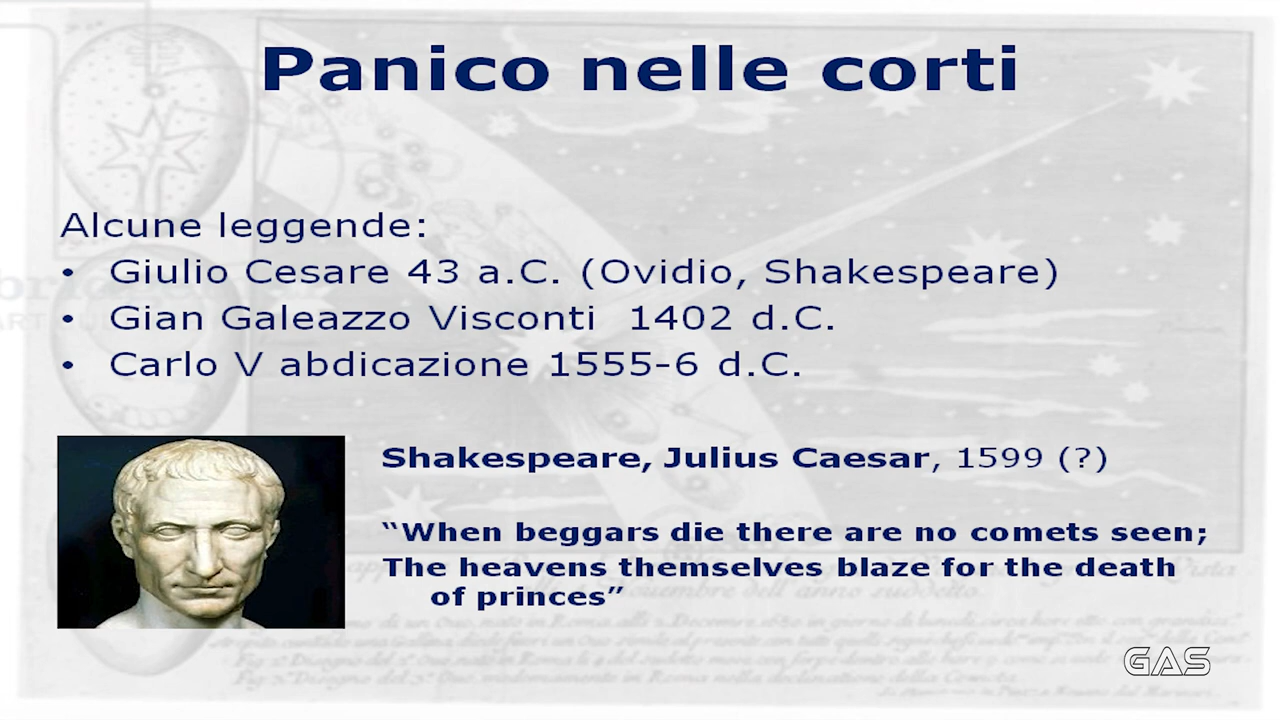 Panico nelle corti
Alcune leggende:
• Giulio Cesare 43 a.C. (Ovidio, Shakespeare)
• Gian Galeazzo Visconti 1402 d.C.
• Carlo V abdicazione 1555-6 d.C.
Shakespeare, Julius Caesar, 1599 (?)
“When beggars die there are no comets seen;
The heavens themselves blaze for the death
of princes”
GAS